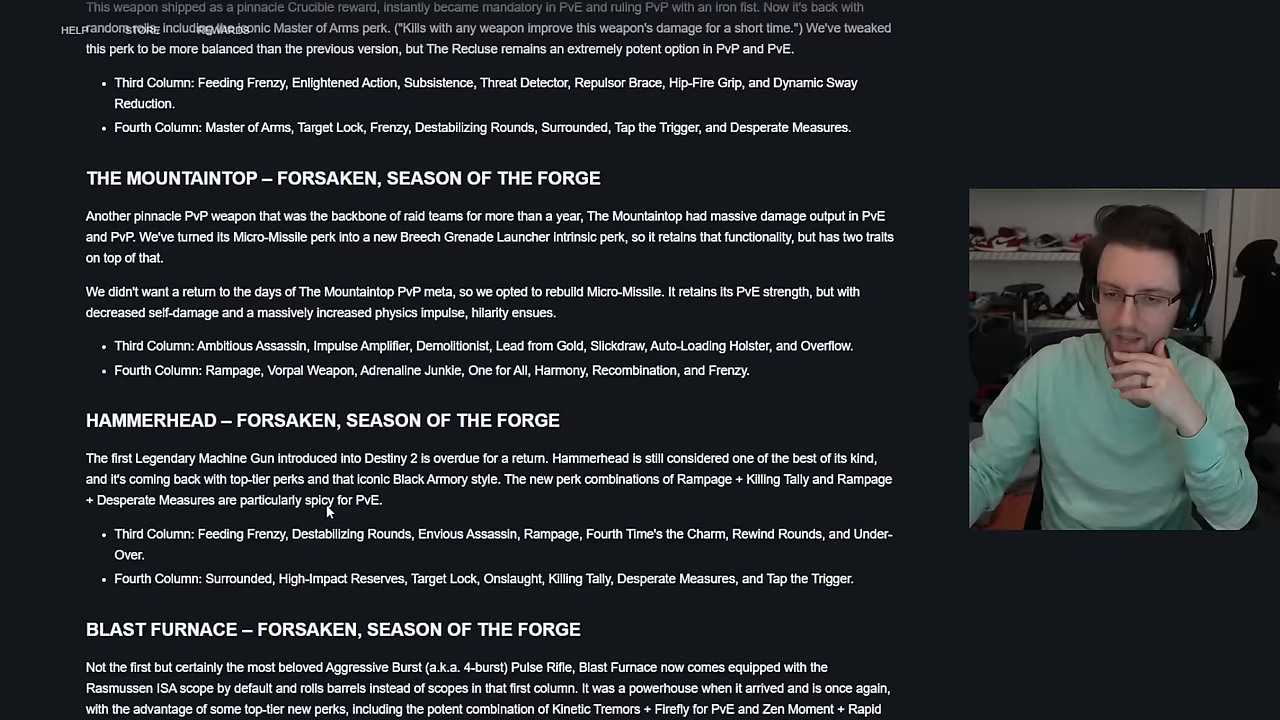 This weapon shipped as a pinnacle Crucible reward, instantly became mandatory in PvE and ruling PvP with an iron fist. Now it's back with
HELP STORE REWARDS
random rolls, including the iconic Master of Arms perk. ("Kills with any weapon improve this weapon's damage for a short time.") We've tweaked
this perk to be more balanced than the previous version, but The Recluse remains an extremely potent option in PvP and PvE.
• Third Column: Feeding Frenzy, Enlightened Action, Subsistence, Threat Detector, Repulsor Brace, Hip-Fire Grip, and Dynamic Sway
Reduction.
• Fourth Column: Master of Arms, Target Lock, Frenzy, Destabilizing Rounds, Surrounded, Tap the Trigger, and Desperate Measures.
THE MOUNTAINTOP – FORSAKEN, SEASON OF THE FORGE
Another pinnacle PvP weapon that was the backbone of raid teams for more than a year, The Mountaintop had massive damage output in PvE
and PvP. We've turned its Micro-Missile perk into a new Breech Grenade Launcher intrinsic perk, so it retains that functionality, but has two traits
on top of that.
We didn't want a return to the days of The Mountaintop PvP meta, so we opted to rebuild Micro-Missile. It retains its PvE strength, but with
decreased self-damage and a massively increased physics impulse, hilarity ensues.
• Third Column: Ambitious Assassin, Impulse Amplifier, Demolitionist, Lead from Gold, Slickdraw, Auto-Loading Holster, and Overflow.
• Fourth Column: Rampage, Vorpal Weapon, Adrenaline Junkie, One for All, Harmony, Recombination, and Frenzy.
HAMMERHEAD – FORSAKEN, SEASON OF THE FORGE
The first Legendary Machine Gun introduced into Destiny 2 is overdue for a return. Hammerhead is still considered one of the best of its kind,
and it's coming back with top-tier perks and that iconic Black Armory style. The new perk combinations of Rampage + Killing Tally and Rampage
+ Desperate Measures are particularly spicy for PvE.
• Third Column: Feeding Frenzy, Destabilizing Rounds, Envious Assassin, Rampage, Fourth Time's the Charm, Rewind Rounds, and Under-
Over.
• Fourth Column: Surrounded, High-Impact Reserves, Target Lock, Onslaught, Killing Tally, Desperate Measures, and Tap the Trigger.
BLAST FURNACE – FORSAKEN, SEASON OF THE FORGE
Not the first but certainly the most beloved Aggressive Burst (a.k.a. 4-burst) Pulse Rifle, Blast Furnace now comes equipped with the
Rasmussen ISA scope by default and rolls barrels instead of scopes in that first column. It was a powerhouse when it arrived and is once again,
with the advantage of some top-tier new perks, including the potent combination of Kinetic Tremors + Firefly for PvE and Zen Moment + Rapid